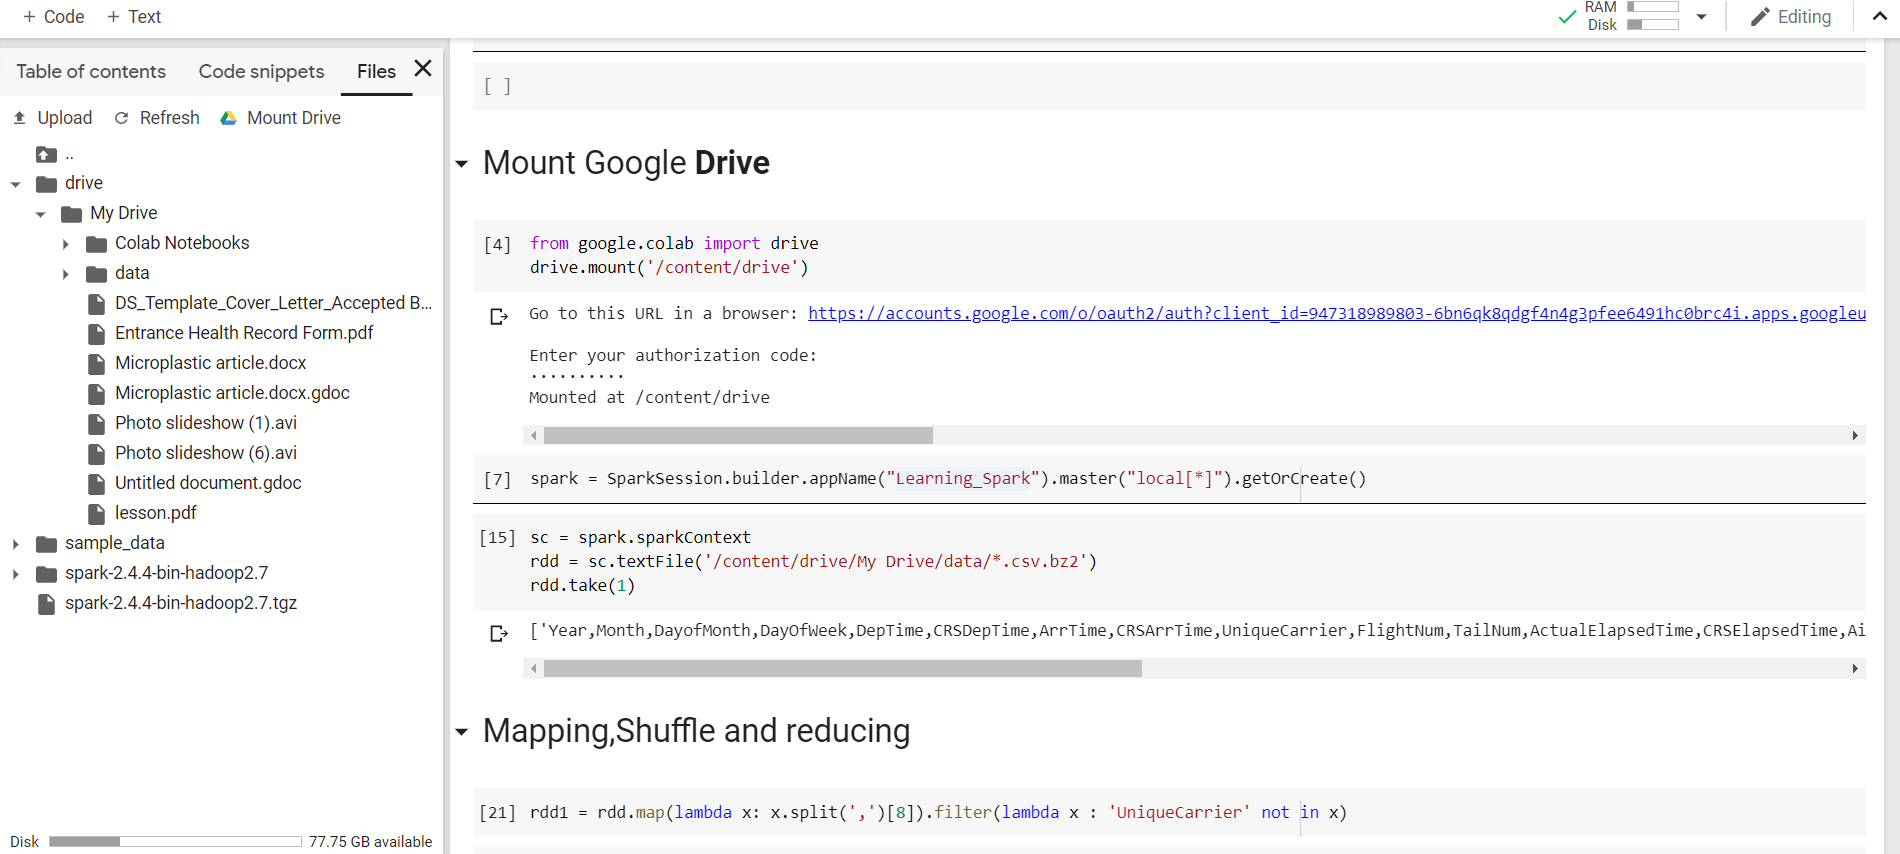 + Code + Text
RAM
Disk
Editing
Table of contents Code snippets Files
Upload Refresh Mount Drive
..
drive
My Drive
Colab Notebooks
data
DS_Template_Cover_Letter_Accepted B...
Entrance Health Record Form.pdf
Microplastic article.docx
Microplastic article.docx.gdoc
Photo slideshow (1).avi
Photo slideshow (6).avi
Untitled document.gdoc
lesson.pdf
sample_data
spark-2.4.4-bin-hadoop2.7
spark-2.4.4-bin-hadoop2.7.tgz
Disk 77.75 GB available
[ ]
Mount Google Drive
[4] from google.colab import drive
drive.mount('/content/drive')
Go to this URL in a browser: https://accounts.google.com/o/oauth2/auth?client_id=947318989803-6bn6qk8qdgf4n4g3pfee6491hc0brc4i.apps.googleu
Enter your authorization code:
··········
Mounted at /content/drive
[7] spark = SparkSession.builder.appName("Learning_Spark").master("local[*]").getOrCreate()
[15] sc = spark.sparkContext
rdd = sc.textFile('/content/drive/My Drive/data/*.csv.bz2')
rdd.take(1)
['Year,Month,DayofMonth,DayOfWeek,DepTime,CRSDepTime,ArrTime,CRSArrTime,UniqueCarrier,FlightNum,TailNum,ActualElapsedTime,CRSElapsedTime,Ai
Mapping,Shuffle and reducing
[21] rdd1 = rdd.map(lambda x: x.split(',')[8]).filter(lambda x : 'UniqueCarrier' not in x)